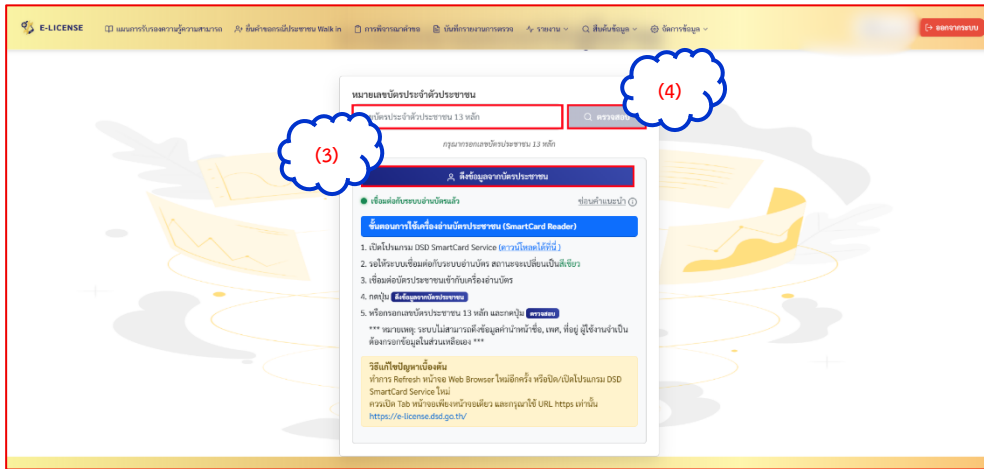 E-LICENSE แผนการรับรองความรู้ความสามารถ ยื่นคำขอกรณีประชาชน Walk in การพิจารณาคำขอ บันทึกรายงานการตรวจ รายงาน สืบค้นข้อมูล จัดการข้อมูล ออกจากระบบ
หมายเลขบัตรประจำตัวประชาชน
บัตรประจำตัวประชาชน 13 หลัก ตรวจสอบ
(4)
กรุณากรอกเลขบัตรประชาชน 13 หลัก
(3)
ดึงข้อมูลจากบัตรประชาชน
เชื่อมต่อกับระบบอ่านบัตรแล้ว ซ่อนคำแนะนำ
ขั้นตอนการใช้เครื่องอ่านบัตรประชาชน (SmartCard Reader)
1. เปิดโปรแกรม DSD SmartCard Service (ดาวน์โหลดได้ที่นี่ )
2. รอให้ระบบเชื่อมต่อกับระบบอ่านบัตร สถานะจะเปลี่ยนเป็นสีเขียว
3. เชื่อมต่อบัตรประชาชนเข้ากับเครื่องอ่านบัตร
4. กดปุ่ม ดึงข้อมูลจากบัตรประชาชน
5. หรือกรอกเลขบัตรประชาชน 13 หลัก และกดปุ่ม ตรวจสอบ
*** หมายเหตุ: ระบบไม่สามารถดึงข้อมูลคำนำหน้าชื่อ, เพศ, ที่อยู่ ผู้ใช้งานจำเป็น
ต้องกรอกข้อมูลในส่วนเหลือเอง ***
วิธีแก้ไขปัญหาเบื้องต้น
ทำการ Refresh หน้าจอ Web Browser ใหม่อีกครั้ง หรือปิด/เปิดโปรแกรม DSD
SmartCard Service ใหม่
ควรเปิด Tab หน้าจอเพียงหน้าจอเดียว และกรุณาใช้ URL https เท่านั้น
https://e-license.dsd.go.th/